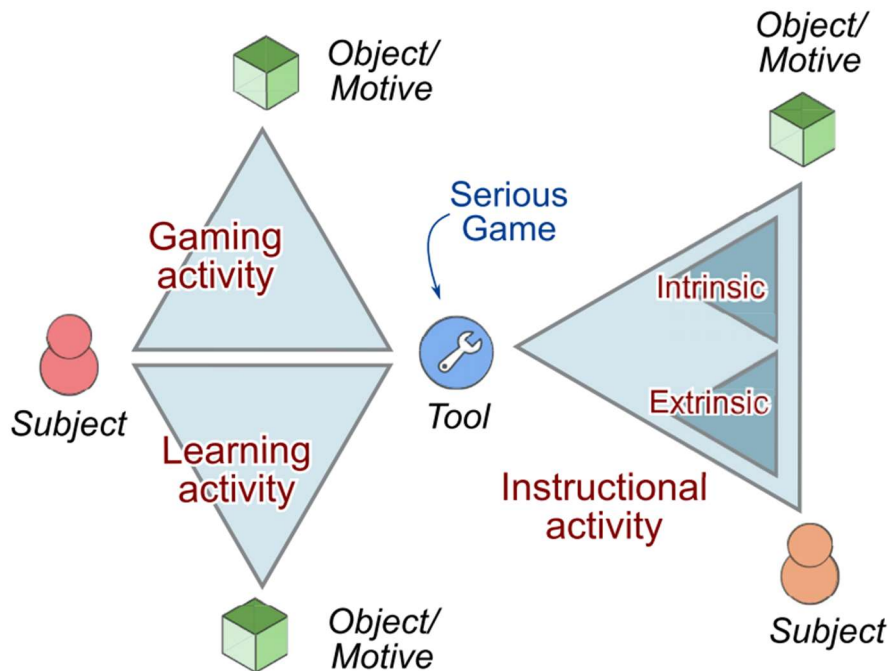 Object/
Motive
Object/
Motive
Serious
Game
Gaming
activity
Intrinsic
Subject
Tool
Extrinsic
Learning
activity
Instructional
activity
Object/
Motive
Subject